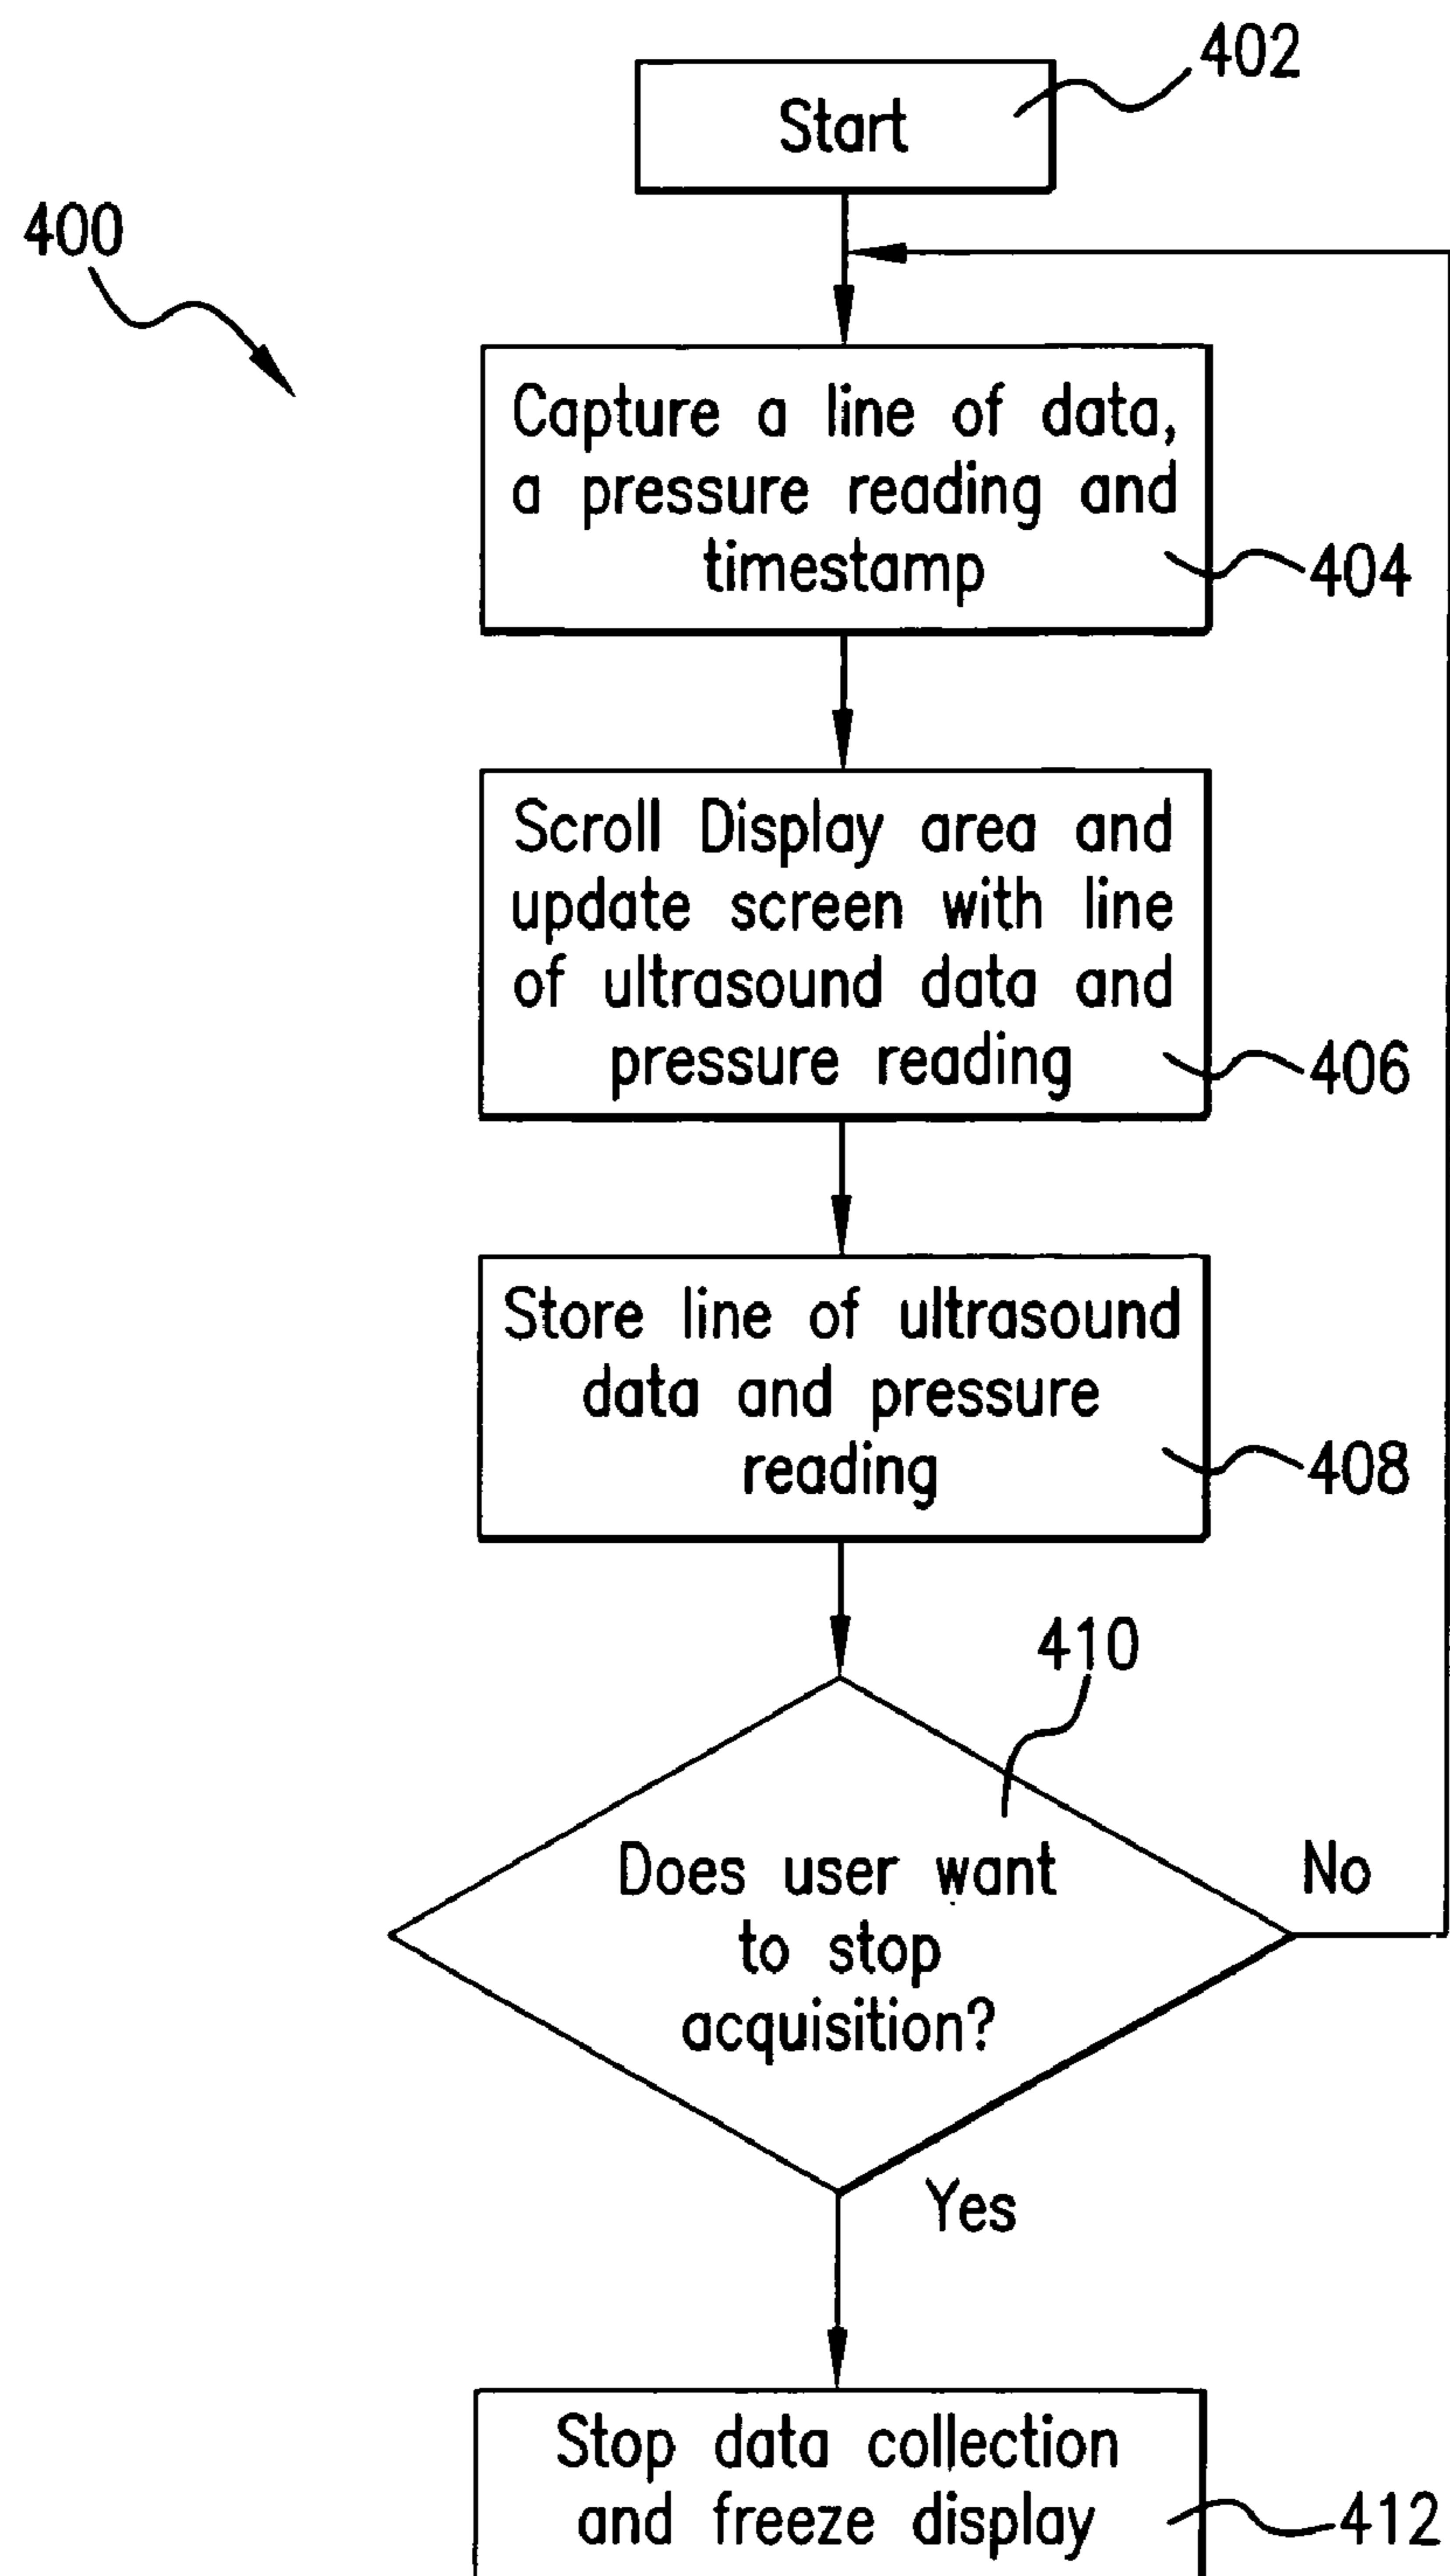 402
Start
400
Capture a line of data,
a pressure reading and
timestamp
404
Scroll Display area and
update screen with line
of ultrasound data and
pressure reading
406
Store line of ultrasound
data and pressure
reading
408
410
Does user want
to stop
acquisition?
No
Yes
Stop data collection
and freeze display
412